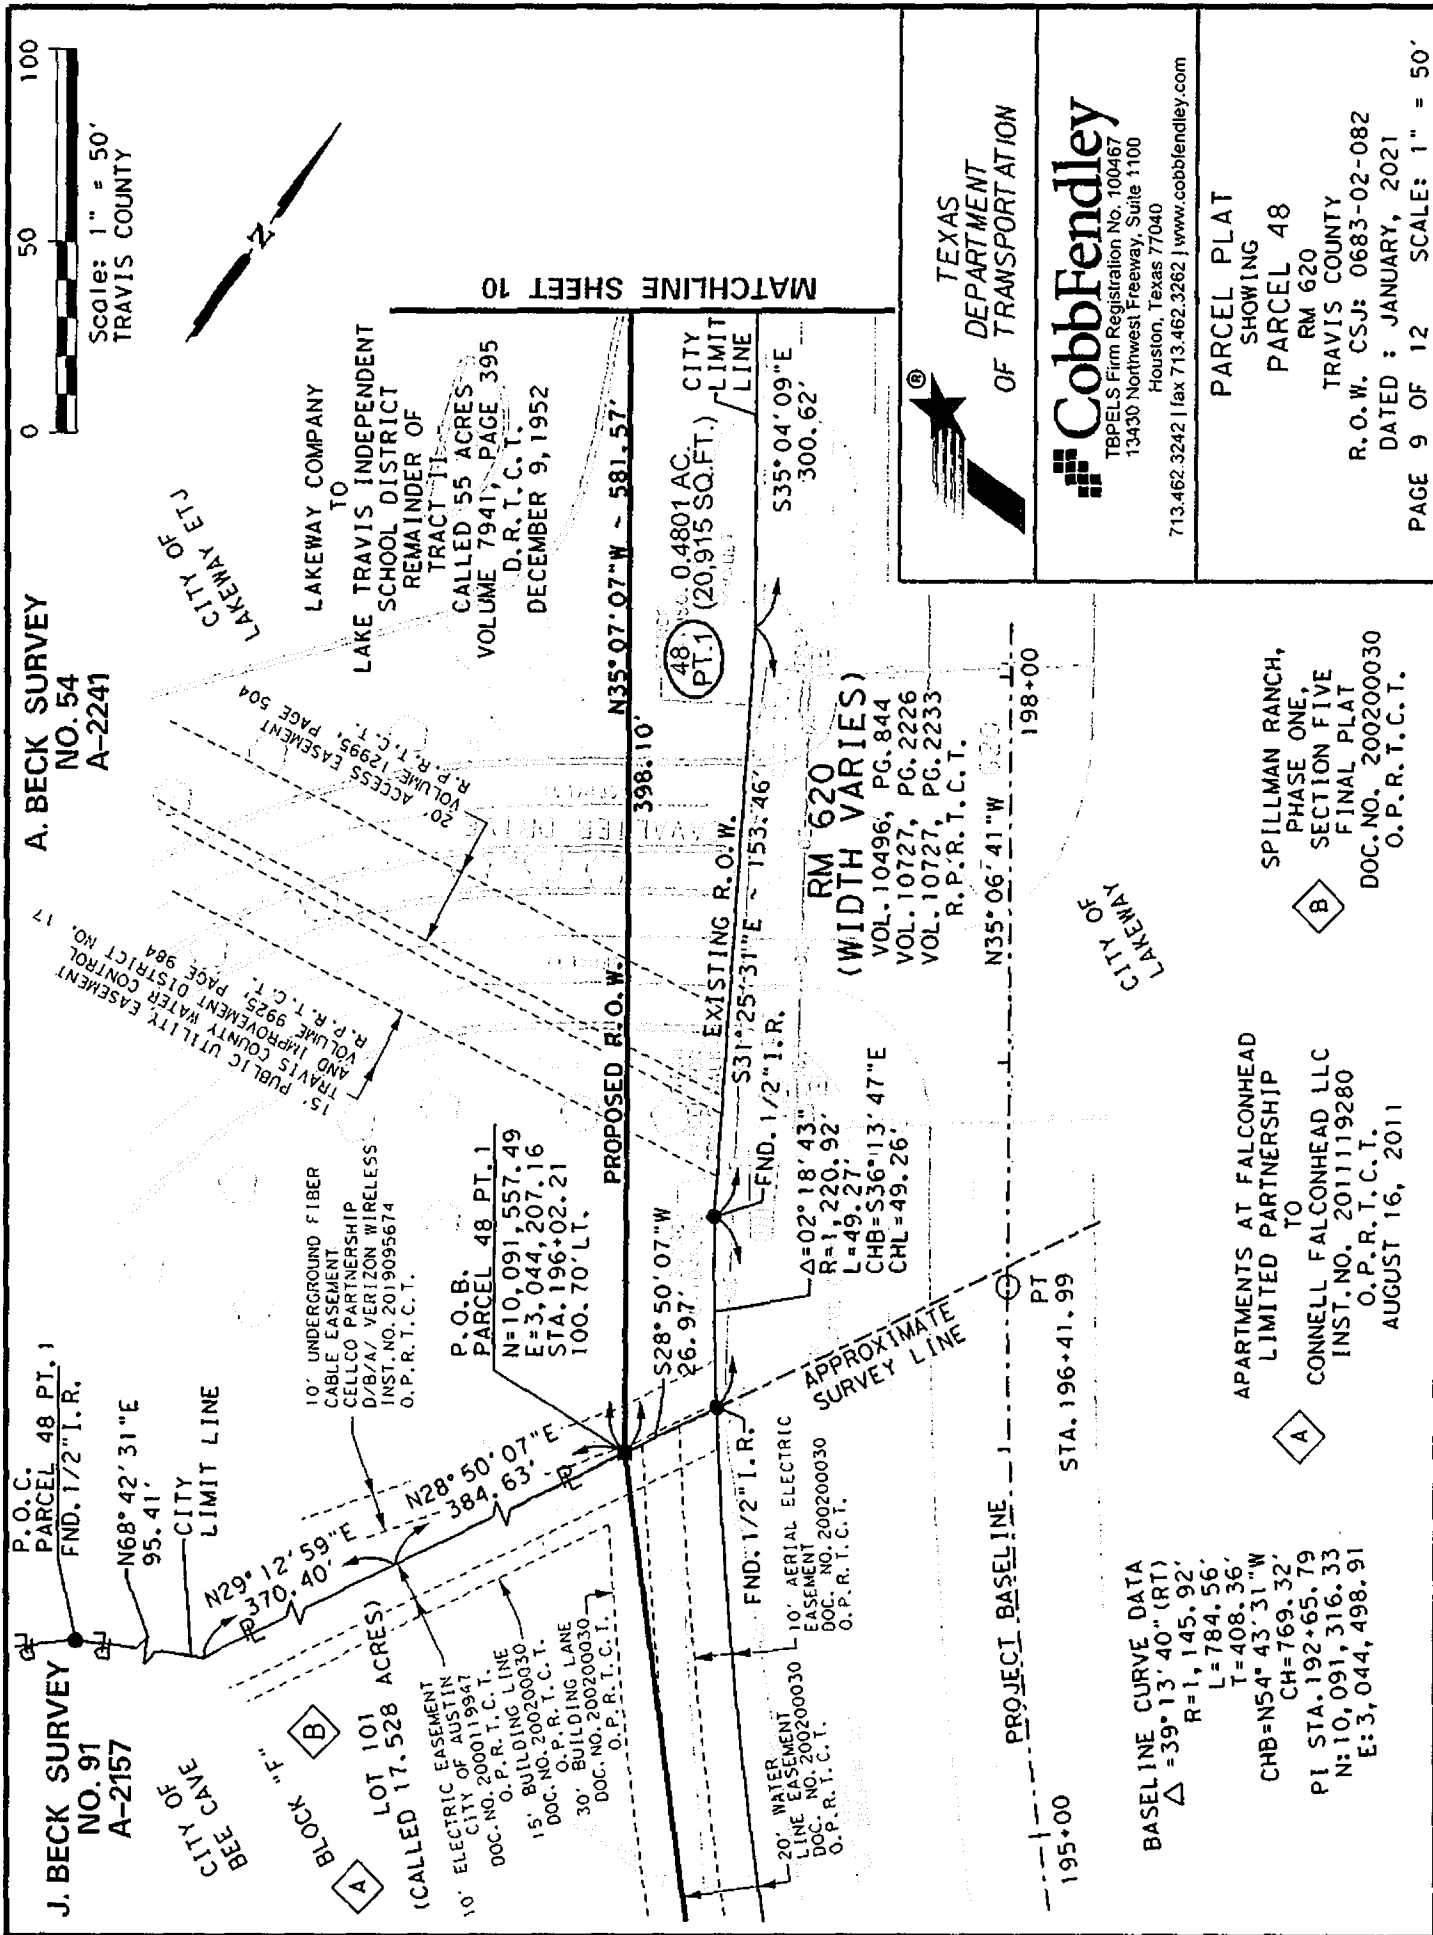 J. BECK SURVEY
NO. 91
A-2157
P.O.C.
PARCEL 48 PT. 1
FND. 1/2" I.R.
N68°42'31"E
95.41'
CITY
LIMIT LINE
CITY OF
BEE CAVE
A. BECK SURVEY
NO. 54
A-2241
CITY OF
LAKEWAY ETJ
0
50
100
Scale: 1" = 50'
TRAVIS COUNTY
Z
LAKEWAY COMPANY
TO
LAKE TRAVIS INDEPENDENT
SCHOOL DISTRICT
REMAINDER OF
TRACT II
CALLED 55 ACRES
VOLUME 7941, PAGE 395
D.R.T.C.T.
DECEMBER 9, 1952
MATCHLINE SHEET 10
15' PUBLIC UTILITY EASEMENT
TRAVIS COUNTY WATER CONTROL
AND IMPROVEMENT DISTRICT NO. 17
VOLUME 9925, PAGE 984
R.P.R.T.C.T.
20' ACCESS EASEMENT
VOLUME 12995, PAGE 504
R.P.R.T.C.T.
BLOCK "F"
A
B
LOT 101
(CALLED 17.528 ACRES)
N29°12'59"E
370.40'
N28°50'07"E
384.63'
10' UNDERGROUND FIBER
CABLE EASEMENT
CELLCO PARTNERSHIP
D/B/A/ VERIZON WIRELESS
INST. NO. 2019095674
O.P.R.T.C.T.
10' ELECTRIC EASEMENT
CITY OF AUSTIN
DOC. NO. 2000119947
O.P.R.T.C.T.
15' BUILDING LINE
DOC. NO. 200200030
O.P.R.T.C.T.
30' BUILDING LANE
DOC. NO. 200200030
O.P.R.T.C.T.
P.O.B.
PARCEL 48 PT. 1
N=10,091,557.49
E=3,044,207.16
STA. 196+02.21
100.70' LT.
PROPOSED R.O.W.
398.10'
N35°07'07"W ~ 581.57'
CAVALIER DRIVE
48
PT. 1
0.4801 AC.
(20,915 SQ.FT.)
CITY
LIMIT
LINE
S35°04'09"E
300.62'
S28°50'07"W
26.97'
EXISTING R.O.W.
S31°25'31"E ~ 153.46'
FND. 1/2" I.R.
FND. 1/2" I.R.
Δ=02°18'43"
R=1,220.92'
L=49.27'
CHB=S36°13'47"E
CHL=49.26'
RM 620
(WIDTH VARIES)
VOL. 10496, PG. 844
VOL. 10727, PG. 2226
VOL. 10727, PG. 2233
R.P.R.T.C.T.
20' WATER
LINE EASEMENT
DOC. NO. 200200030
O.P.R.T.C.T.
10' AERIAL ELECTRIC
EASEMENT
DOC. NO. 200200030
O.P.R.T.C.T.
APPROXIMATE
SURVEY LINE
195+00
PROJECT BASELINE
PT
STA. 196+41.99
N35°06'41"W
620
198+00
CITY OF
LAKEWAY
BASELINE CURVE DATA
Δ =39°13'40" (RT)
R=1,145.92'
L=784.56'
T=408.36'
CHB=N54°43'31"W
CH=769.32'
PI STA. 192+65.79
N: 10,091,316.33
E: 3,044,498.91
A
APARTMENTS AT FALCONHEAD
LIMITED PARTNERSHIP
TO
CONNELL FALCONHEAD LLC
INST. NO. 2011119280
O.P.R.T.C.T.
AUGUST 16, 2011
B
SPILLMAN RANCH,
PHASE ONE,
SECTION FIVE
FINAL PLAT
DOC. NO. 200200030
O.P.R.T.C.T.
®
TEXAS
DEPARTMENT
OF TRANSPORTATION
CobbFendley
TBPELS Firm Registration No. 100467
13430 Northwest Freeway, Suite 1100
Houston, Texas 77040
713.462.3242 | fax 713.462.3262 | www.cobbfendley.com
PARCEL PLAT
SHOWING
PARCEL 48
RM 620
TRAVIS COUNTY
R.O.W. CSJ: 0683-02-082
DATED : JANUARY, 2021
PAGE 9 OF 12 SCALE: 1" = 50'